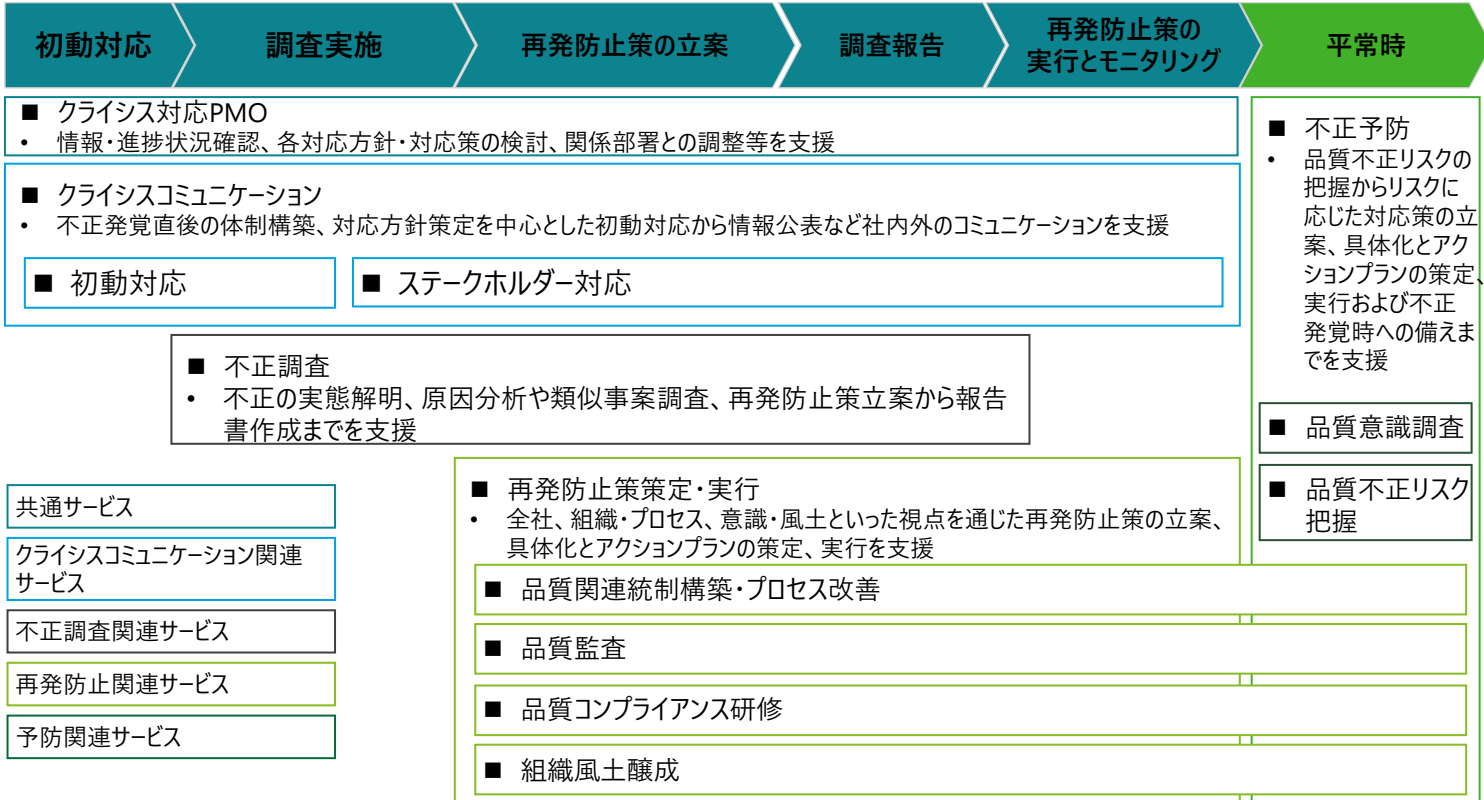 初動対応
調査実施
再発防止策の立案
調査報告
再発防止策の
実行とモニタリング
平常時
■ クライシス対応PMO
• 情報・進捗状況確認、各対応方針・対応策の検討、関係部署との調整等を支援
■ クライシスコミュニケーション
• 不正発覚直後の体制構築、対応方針策定を中心とした初動対応から情報公表など社内外のコミュニケーションを支援
■ 初動対応
■ ステークホルダー対応
■ 不正調査
• 不正の実態解明、原因分析や類似事案調査、再発防止策立案から報告
書作成までを支援
■ 再発防止策策定・実行
• 全社、組織・プロセス、意識・風土といった視点を通じた再発防止策の立案、
具体化とアクションプランの策定、実行を支援
■ 品質関連統制構築・プロセス改善
■ 品質監査
■ 品質コンプライアンス研修
■ 組織風土醸成
■ 不正予防
• 品質不正リスクの
把握からリスクに
応じた対応策の立
案、具体化とアク
ションプランの策定、
実行および不正
発覚時への備えま
でを支援
■ 品質意識調査
■ 品質不正リスク
把握
共通サービス
クライシスコミュニケーション関連
サービス
不正調査関連サービス
再発防止関連サービス
予防関連サービス